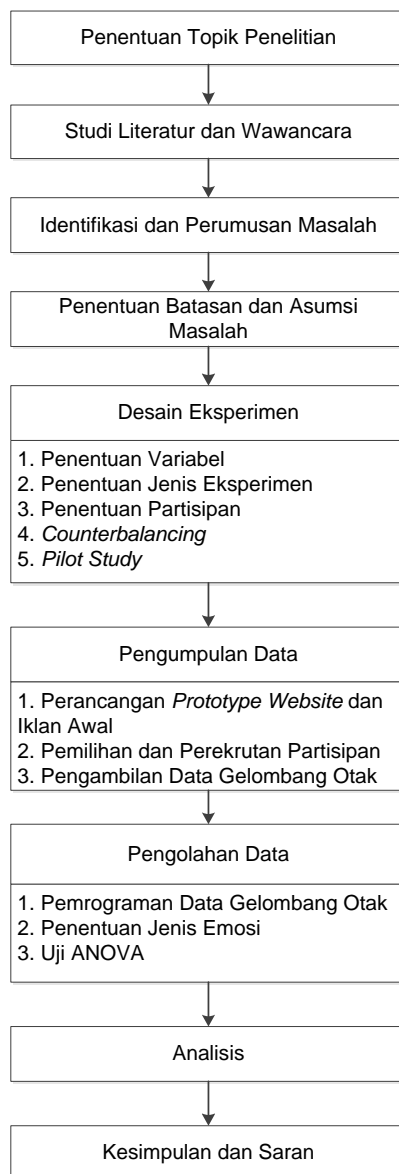 Penentuan Topik Penelitian
Studi Literatur dan Wawancara
Identifikasi dan Perumusan Masalah
Penentuan Batasan dan Asumsi
Masalah
Desain Eksperimen
1. Penentuan Variabel
2. Penentuan Jenis Eksperimen
3. Penentuan Partisipan
4. Counterbalancing
5. Pilot Study
Pengumpulan Data
1. Perancangan Prototype Website dan
Iklan Awal
2. Pemilihan dan Perekrutan Partisipan
3. Pengambilan Data Gelombang Otak
Pengolahan Data
1. Pemrograman Data Gelombang Otak
2. Penentuan Jenis Emosi
3. Uji ANOVA
Analisis
Kesimpulan dan Saran